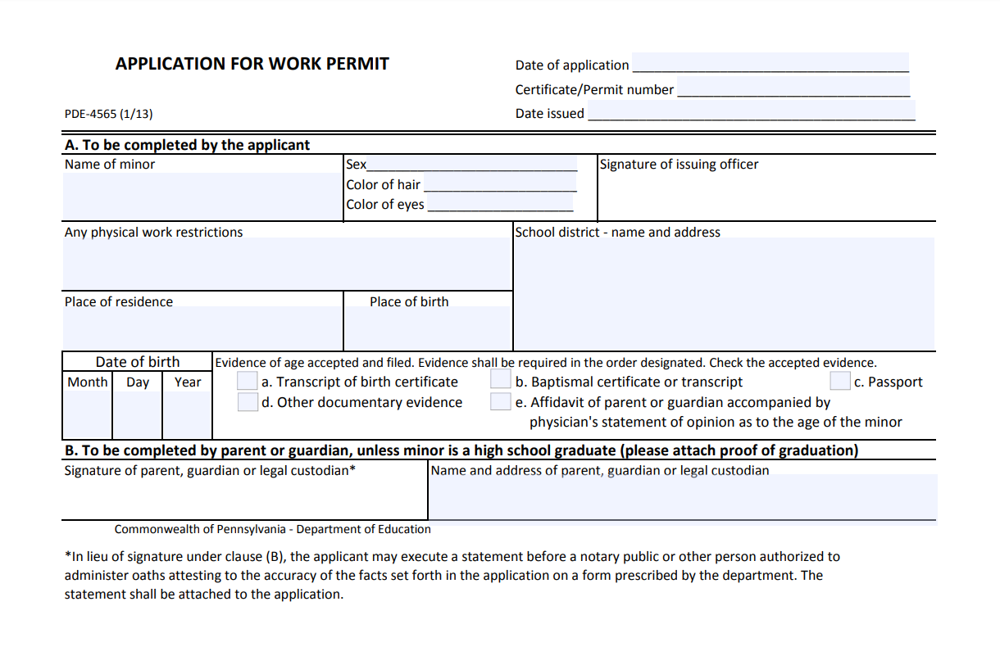 APPLICATION FOR WORK PERMIT
Date of application
Certificate/Permit number
PDE-4565 (1/13)
Date issued
A. To be completed by the applicant
Name of minor
Sex
Color of hair
Color of eyes
Signature of issuing officer
Any physical work restrictions
School district - name and address
Place of residence
Place of birth
Date of birth
Month Day Year
Evidence of age accepted and filed. Evidence shall be required in the order designated. Check the accepted evidence.
a. Transcript of birth certificate
b. Baptismal certificate or transcript
c. Passport
d. Other documentary evidence
e. Affidavit of parent or guardian accompanied by
physician's statement of opinion as to the age of the minor
B. To be completed by parent or guardian, unless minor is a high school graduate (please attach proof of graduation)
Signature of parent, guardian or legal custodian*
Name and address of parent, guardian or legal custodian
Commonwealth of Pennsylvania - Department of Education
*In lieu of signature under clause (B), the applicant may execute a statement before a notary public or other person authorized to
administer oaths attesting to the accuracy of the facts set forth in the application on a form prescribed by the department. The
statement shall be attached to the application.